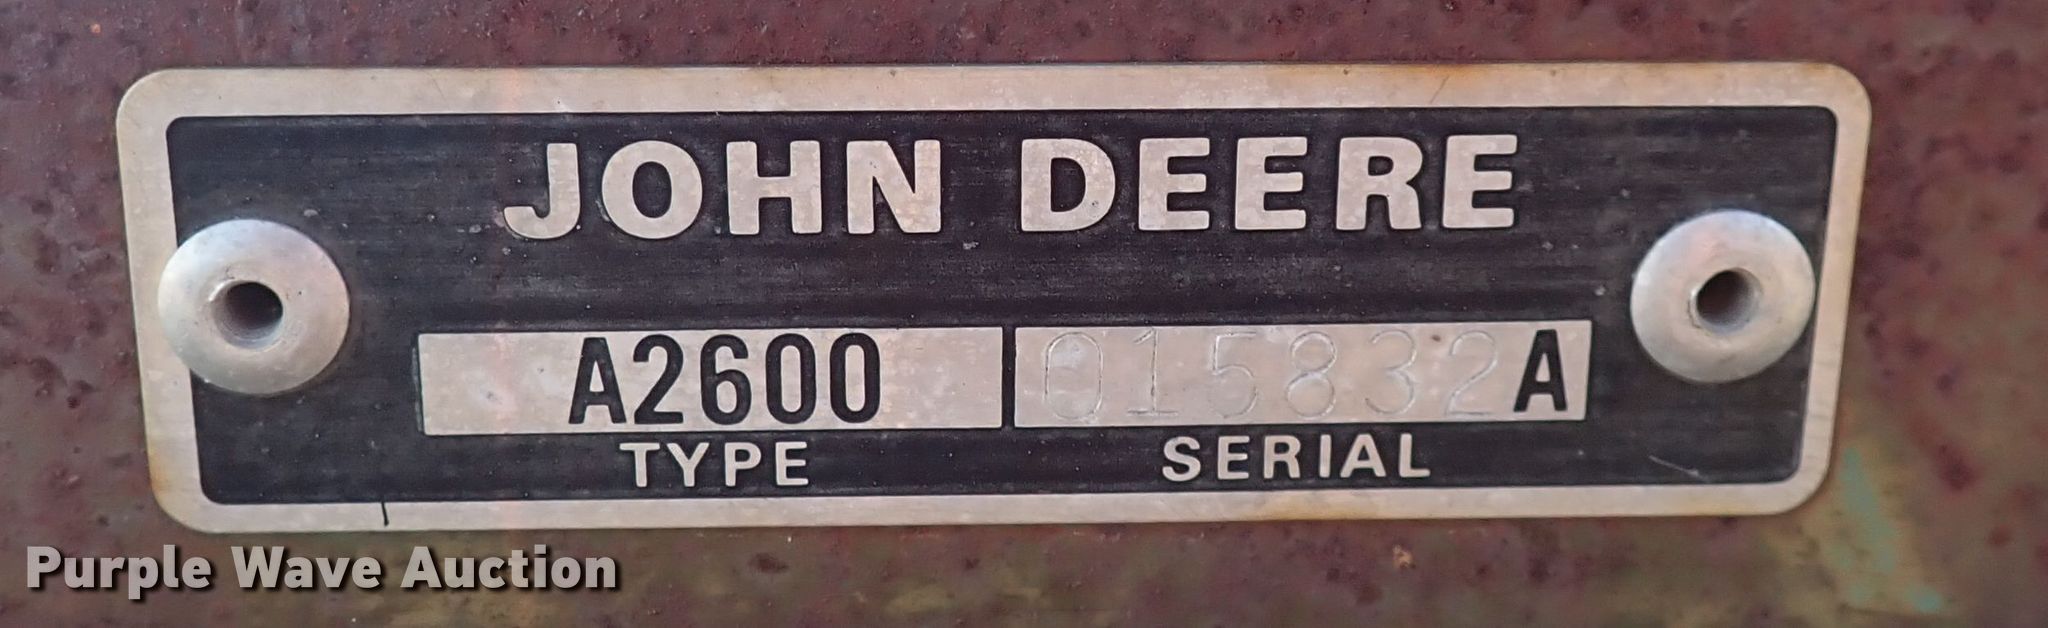 JOHN DEERE
A2600 015832A
TYPE SERIAL
Purple Wave Auction